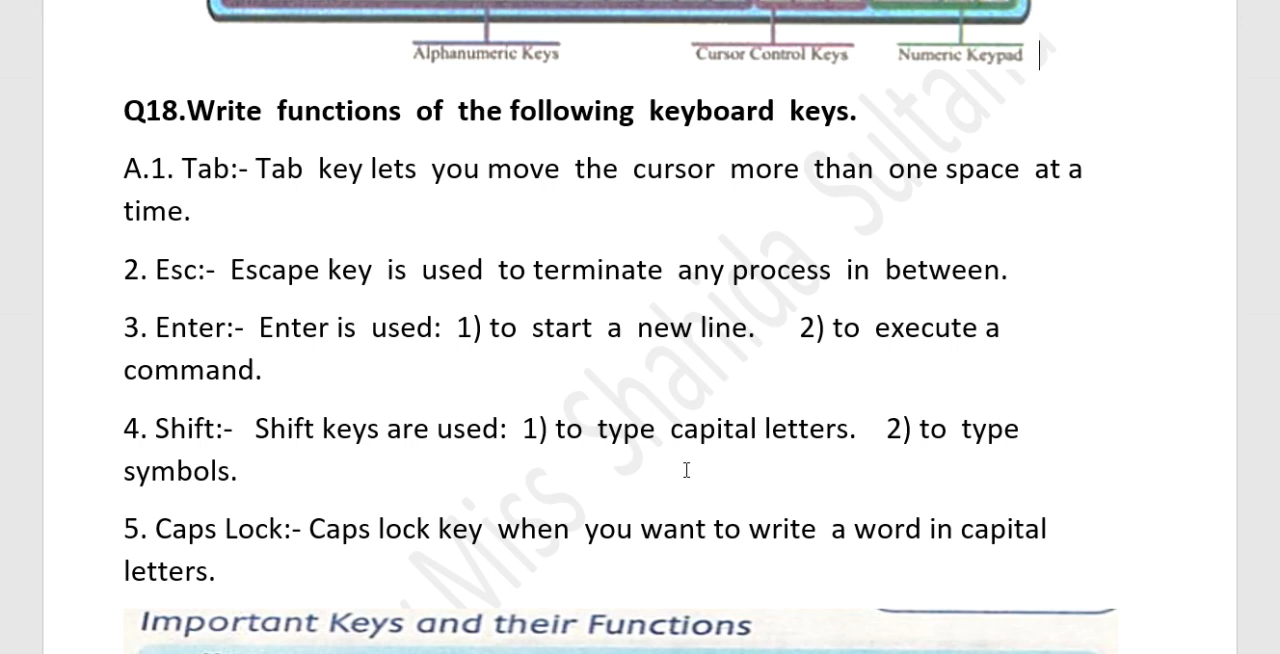 Alphanumeric Keys Cursor Control Keys Numeric Keypad
Q18.Write functions of the following keyboard keys.
A.1. Tab:- Tab key lets you move the cursor more than one space at a
time.
2. Esc:- Escape key is used to terminate any process in between.
3. Enter:- Enter is used: 1) to start a new line. 2) to execute a
command.
4. Shift:- Shift keys are used: 1) to type capital letters. 2) to type
symbols.
5. Caps Lock:- Caps lock key when you want to write a word in capital
letters.
Miss Shahida Sultan
Important Keys and their Functions